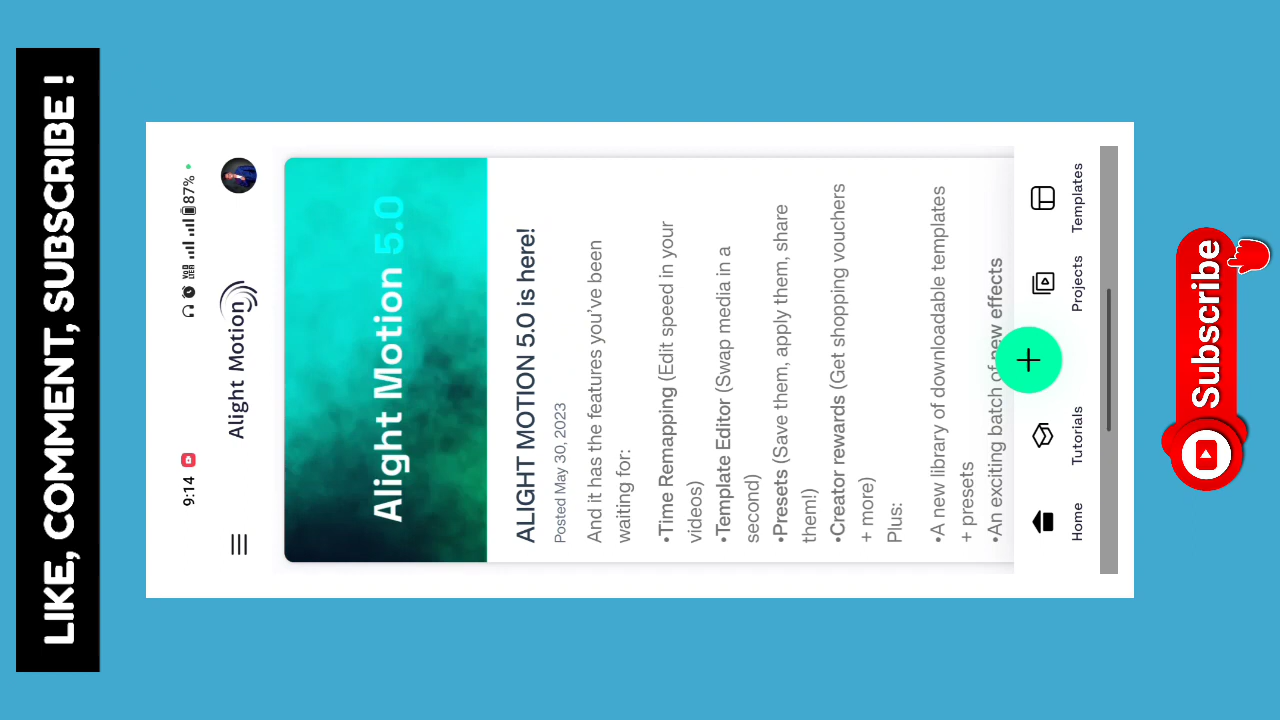 LIKE, COMMENT, SUBSCRIBE !
9:14
VoD
LTE
87%
Alight Motion
Alight Motion 5.0
ALIGHT MOTION 5.0 is here!
Posted May 30, 2023
And it has the features you've been
waiting for:
•Time Remapping (Edit speed in your
videos)
•Template Editor (Swap media in a
second)
•Presets (Save them, apply them, share
them!)
•Creator rewards (Get shopping vouchers
+ more)
Plus:
•A new library of downloadable templates
+ presets
•An exciting batch of new effects
Home
Tutorials
Projects
Templates
Subscribe